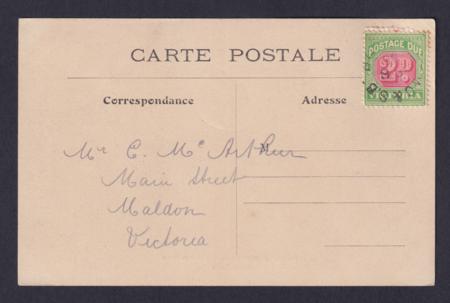 CARTE POSTALE
POSTAGE DUE
2D
Correspondance
Adresse
M
Mr C. McArthur
Main Street
Maldon
Victoria